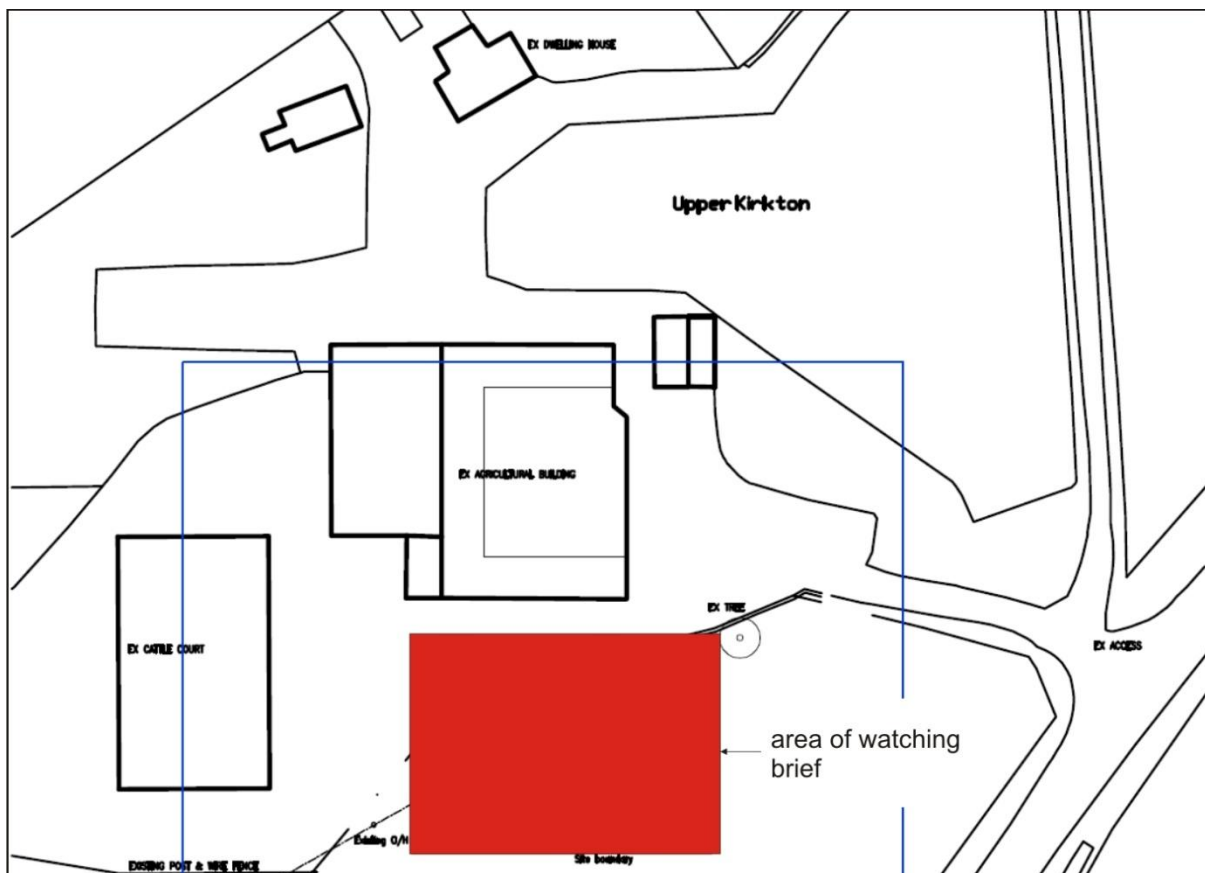 EX DWELLING HOUSE
Upper Kirkton
EX AGRICULTURAL BUILDING
EX TREE
EX CATTLE COURT
EX ACCESS
area of watching
brief
Existing O/H
Site boundary
EXISTING POST & WIRE FENCE